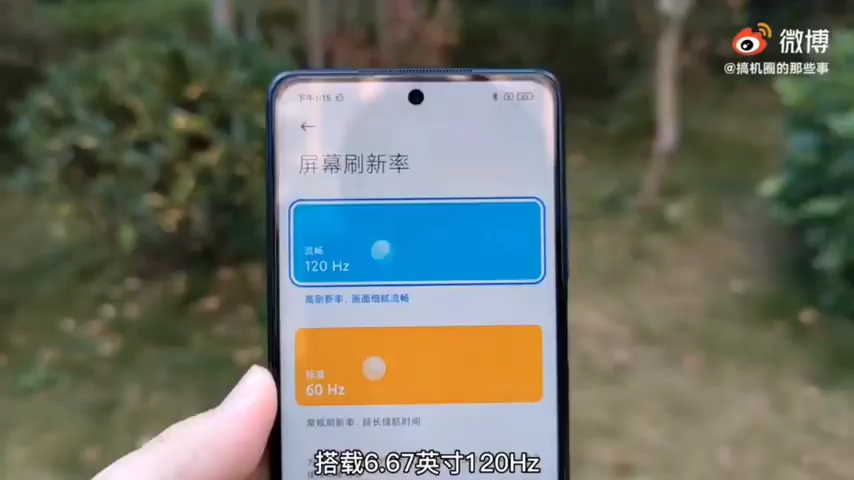 微博
@搞机圈的那些事
下午1:15
屏幕刷新率
流畅
120 Hz
高刷新率，画面细腻流畅
标准
60 Hz
常规刷新率，延长续航时间
搭载6.67英寸120Hz